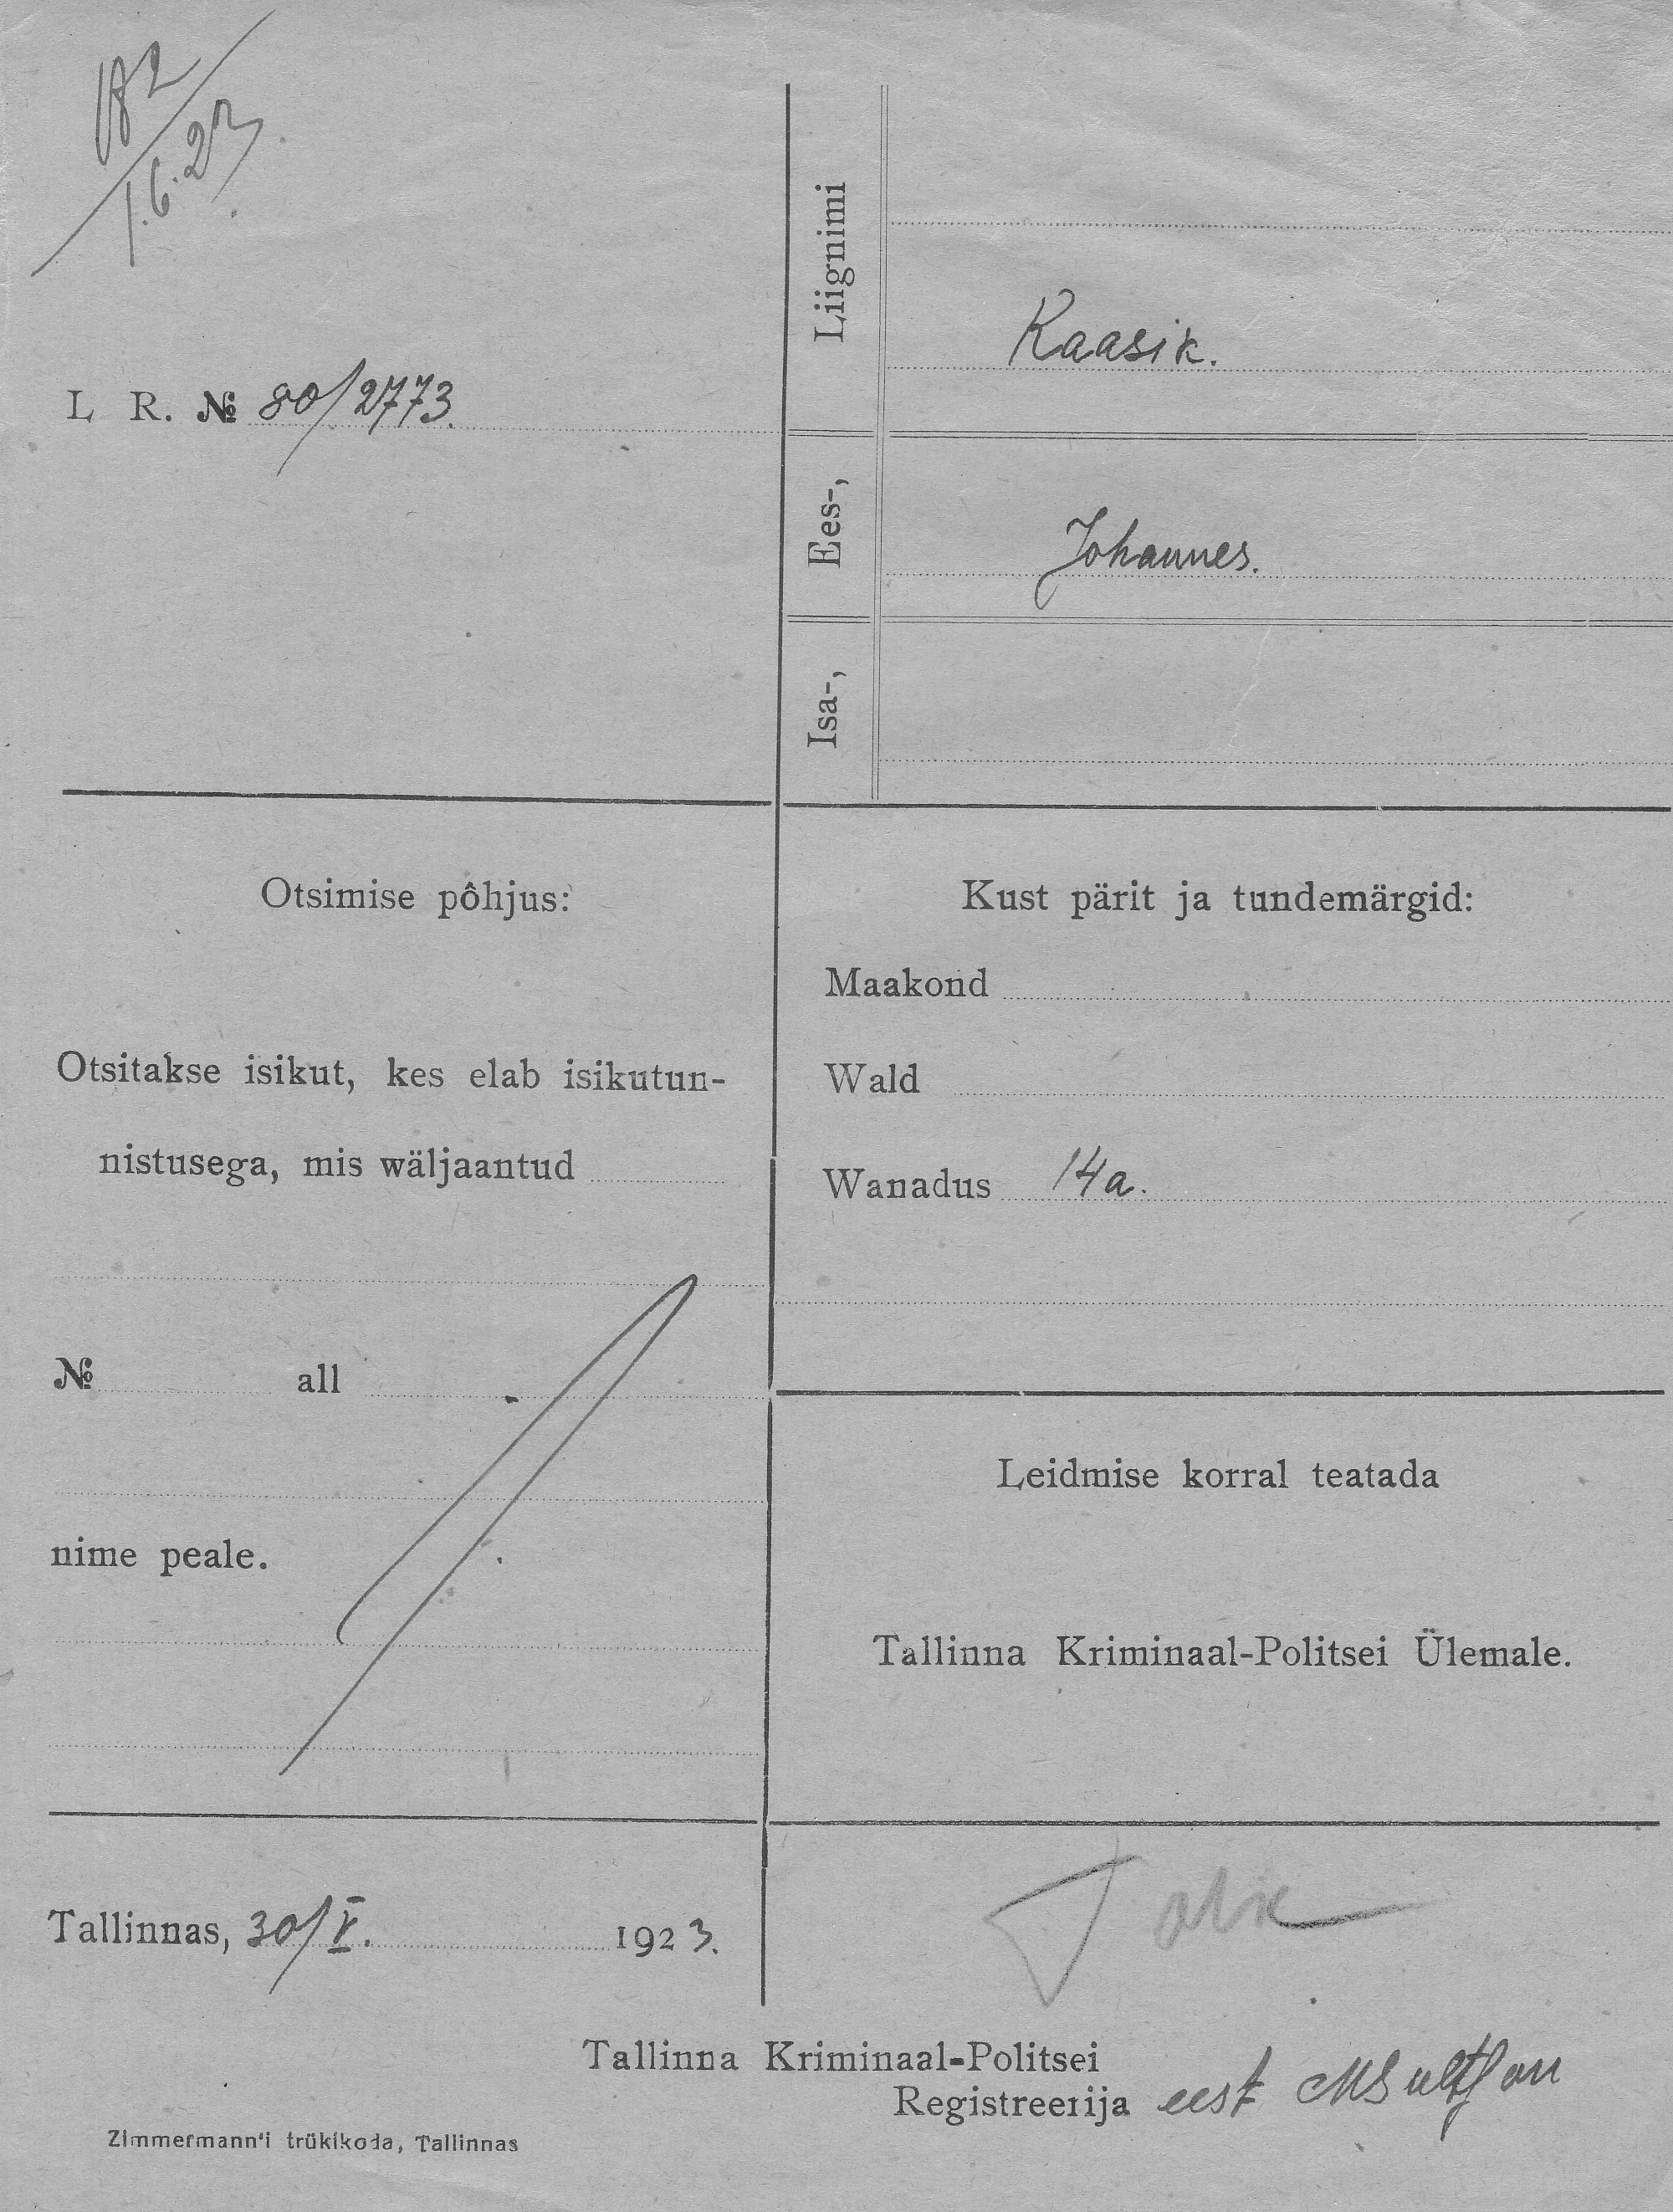 182
1.6.23
L R. № 80/2773.
Liignimi
Kaasik.
Ees-,
Johannes.
Isa-,
Otsimise põhjus:
Otsitakse isikut, kes elab isikutun-
nistusega, mis wäljaantud
№ all
nime peale.
Kust pärit ja tundemärgid:
Maakond
Wald
Wanadus 14a.
Leidmise korral teatada
Tallinna Kriminaal-Politsei Ülemale.
Tallinnas, 30/V. 1923.
Tallinna Kriminaal-Politsei
Registreerija eest
Zimmermann'i trükikoda, Tallinnas